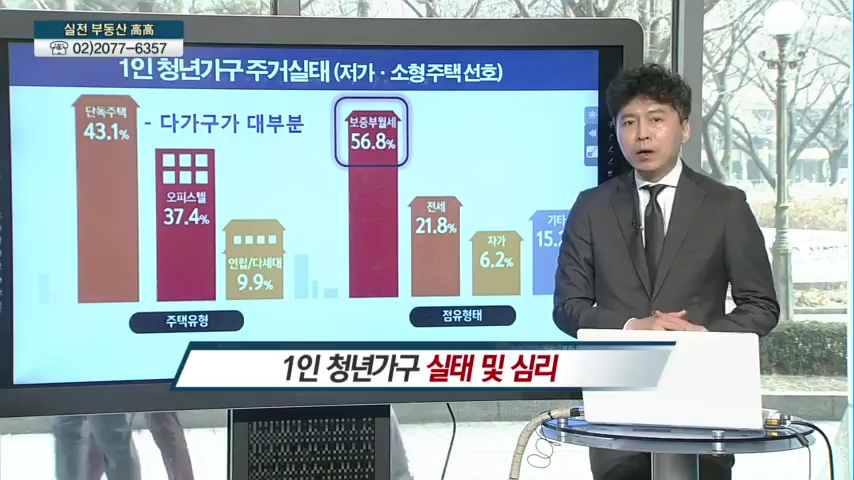 실전 부동산 高高
☏ 02)2077-6357
1인 청년가구 주거실태 (저가 · 소형주택 선호)
단독주택
43.1%
- 다가구가 대부분
오피스텔
37.4%
연립/다세대
9.9%
주택유형
보증부월세
56.8%
전세
21.8%
자가
6.2%
기타
15.
점유형태
1인 청년가구 실태 및 심리